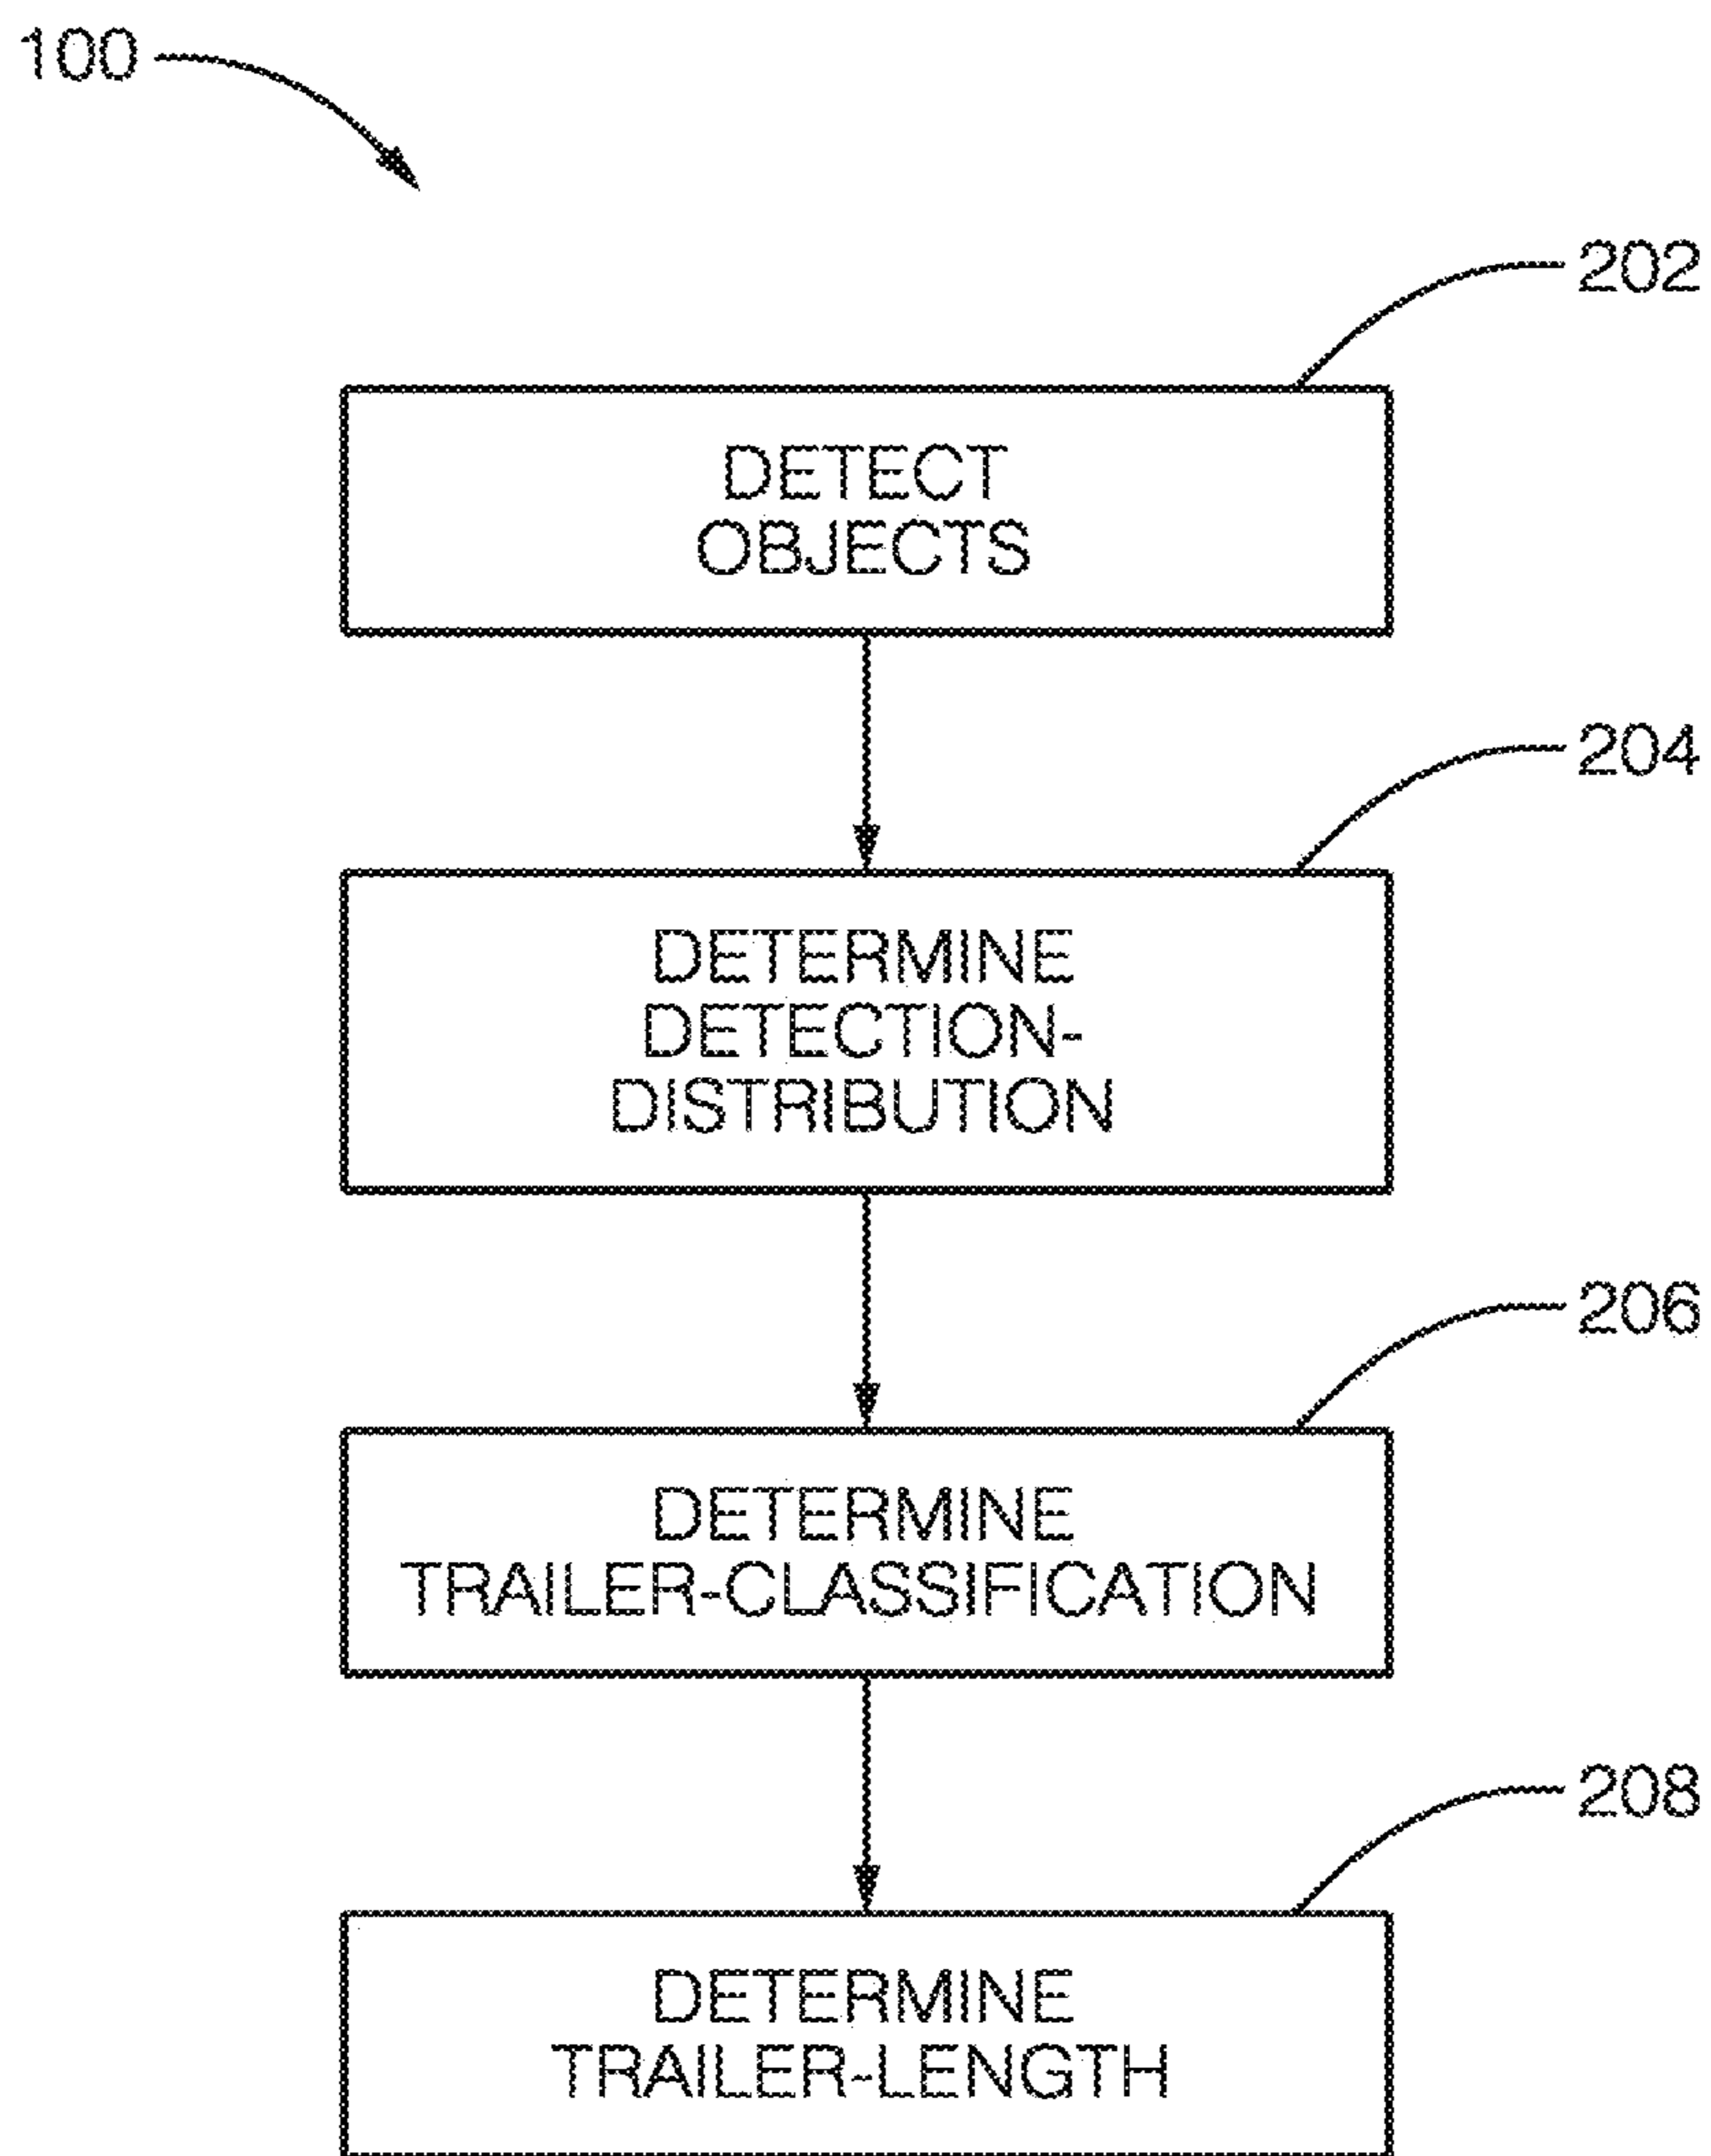 100
202
DETECT
OBJECTS
204
DETERMINE
DETECTION-
DISTRIBUTION
206
DETERMINE
TRAILER-CLASSIFICATION
208
DETERMINE
TRAILER-LENGTH